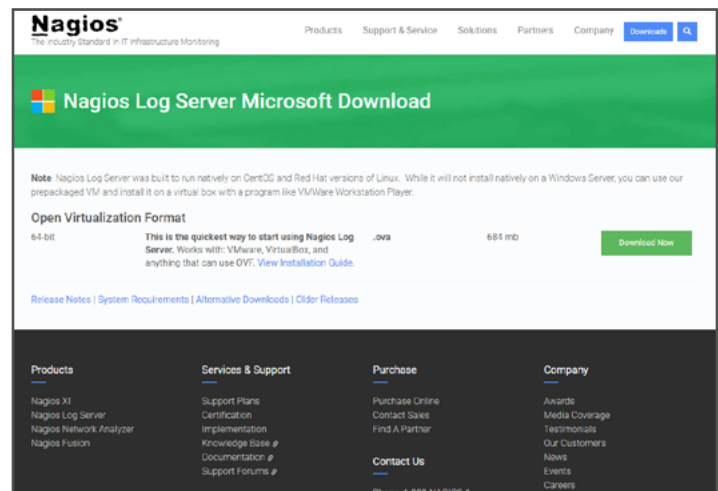 Nagios®
The Industry Standard in IT Infrastructure Monitoring
Products Support & Service Solutions Partners Company Downloads
Nagios Log Server Microsoft Download
Note: Nagios Log Server was built to run natively on CentOS and Red Hat versions of Linux. While it will not install natively on a Windows Server, you can use our
prepackaged VM and install it on a virtual box with a program like VMWare Workstation Player.
Open Virtualization Format
64-bit This is the quickest way to start using Nagios Log .ova 684 mb Download Now
Server. Works with: VMware, VirtualBox, and
anything that can use OVF. View Installation Guide.
Release Notes | System Requirements | Alternative Downloads | Older Releases
Products Services & Support Purchase Company
Nagios XI Support Plans Purchase Online Awards
Nagios Log Server Certification Contact Sales Media Coverage
Nagios Network Analyzer Implementation Find A Partner Testimonials
Nagios Fusion Knowledge Base Our Customers
Documentation Contact Us News
Support Forums Events
Careers